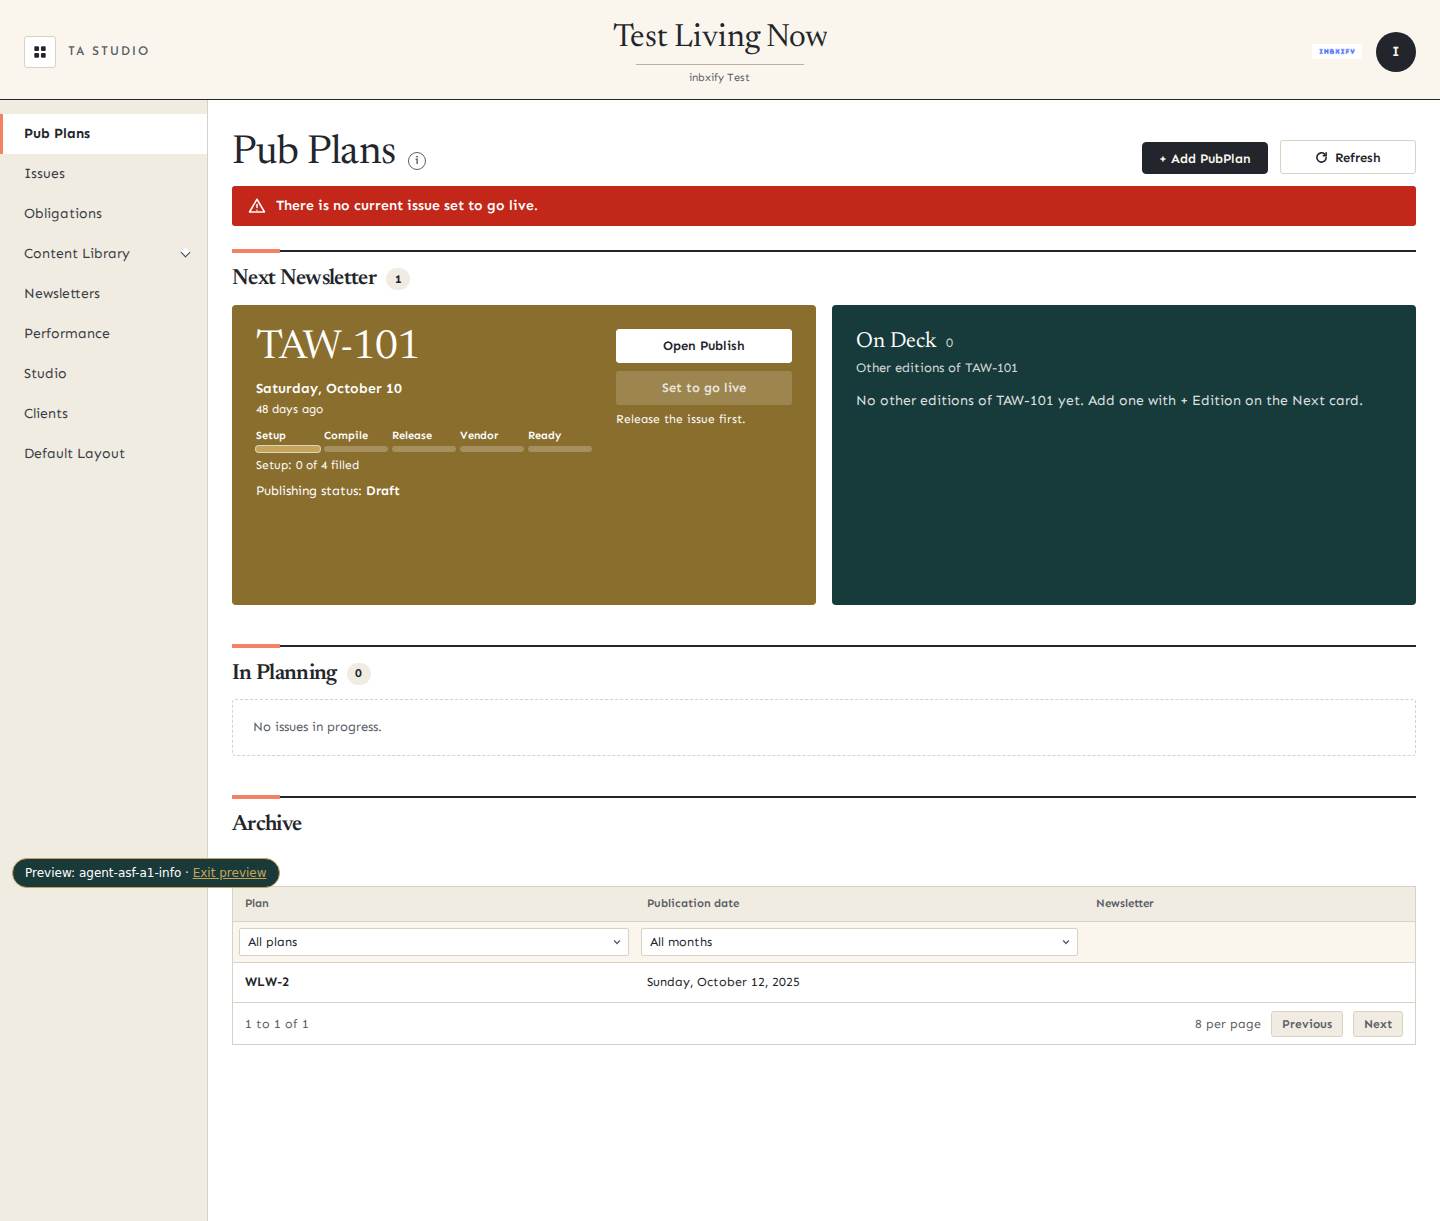 TA STUDIO
Test Living Now
inbxify Test
INBXIFY
I
Pub Plans
Issues
Obligations
Content Library
Newsletters
Performance
Studio
Clients
Default Layout
Pub Plans
i
+ Add PubPlan
Refresh
There is no current issue set to go live.
Next Newsletter 1
TAW-101
Saturday, October 10
48 days ago
Setup Compile Release Vendor Ready
Setup: 0 of 4 filled
Publishing status: Draft
Open Publish
Set to go live
Release the issue first.
On Deck 0
Other editions of TAW-101
No other editions of TAW-101 yet. Add one with + Edition on the Next card.
In Planning 0
No issues in progress.
Archive
Preview: agent-asf-a1-info · Exit preview
Plan Publication date Newsletter
All plans All months
WLW-2 Sunday, October 12, 2025
1 to 1 of 1 8 per page Previous Next